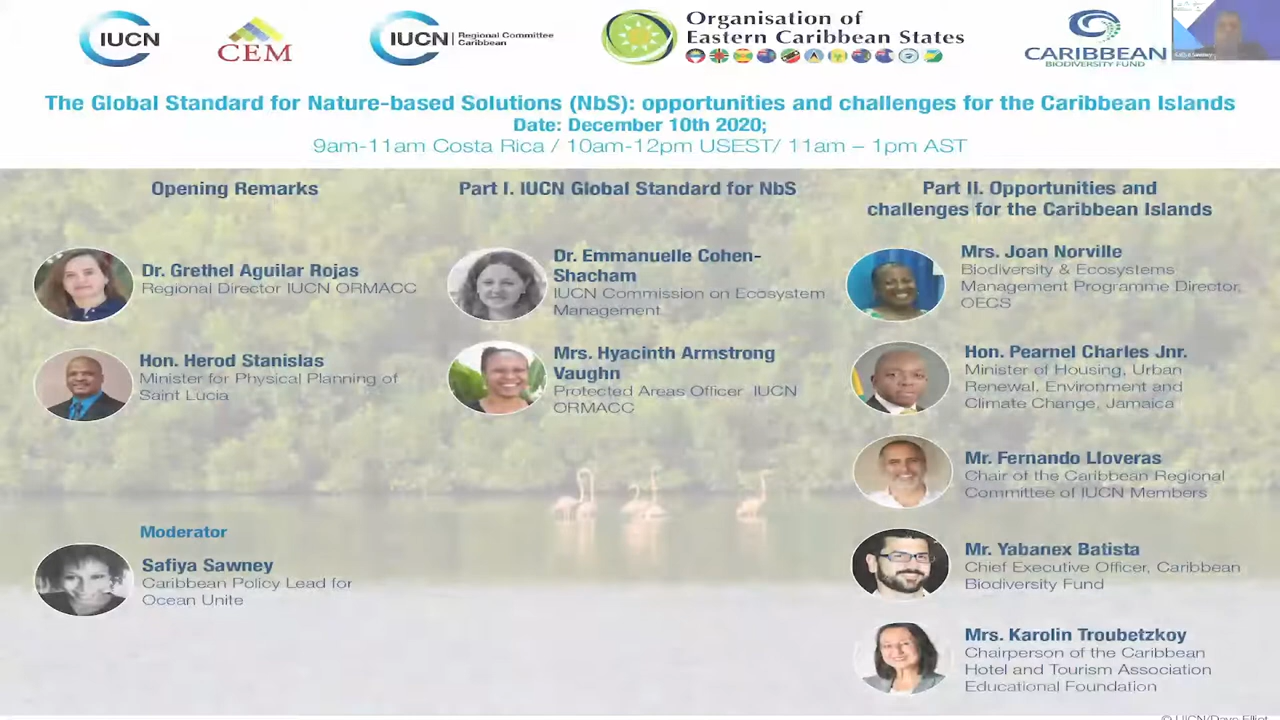 IUCN
CEM
IUCN
Regional Committee
Caribbean
Organisation of
Eastern Caribbean States
CARIBBEAN
BIODIVERSITY FUND
The Global Standard for Nature-based Solutions (NbS): opportunities and challenges for the Caribbean Islands
Date: December 10th 2020;
9am-11am Costa Rica / 10am-12pm USEST/ 11am – 1pm AST
Opening Remarks
Dr. Grethel Aguilar Rojas
Regional Director IUCN ORMACC
Hon. Herod Stanislas
Minister for Physical Planning of
Saint Lucia
Moderator
Safiya Sawney
Caribbean Policy Lead for
Ocean Unite
Part I. IUCN Global Standard for NbS
Dr. Emmanuelle Cohen-
Shacham
IUCN Commission on Ecosystem
Management
Mrs. Hyacinth Armstrong
Vaughn
Protected Areas Officer IUCN
ORMACC
Part II. Opportunities and
challenges for the Caribbean Islands
Mrs. Joan Norville
Biodiversity & Ecosystems
Management Programme Director,
OECS
Hon. Pearnel Charles Jnr.
Minister of Housing, Urban
Renewal, Environment and
Climate Change, Jamaica
Mr. Fernando Lloveras
Chair of the Caribbean Regional
Committee of IUCN Members
Mr. Yabanex Batista
Chief Executive Officer, Caribbean
Biodiversity Fund
Mrs. Karolin Troubetzkoy
Chairperson of the Caribbean
Hotel and Tourism Association
Educational Foundation